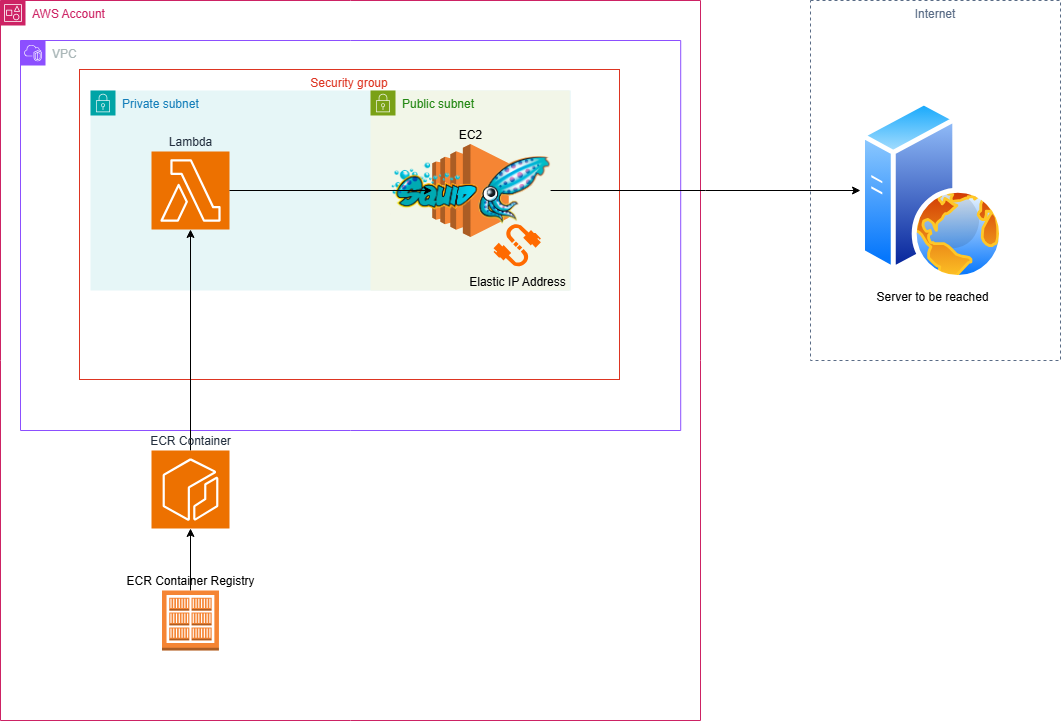 AWS Account
Internet
VPC
Security group
Private subnet
Public subnet
Lambda
EC2
SQUID
Elastic IP Address
Server to be reached
ECR Container
ECR Container Registry